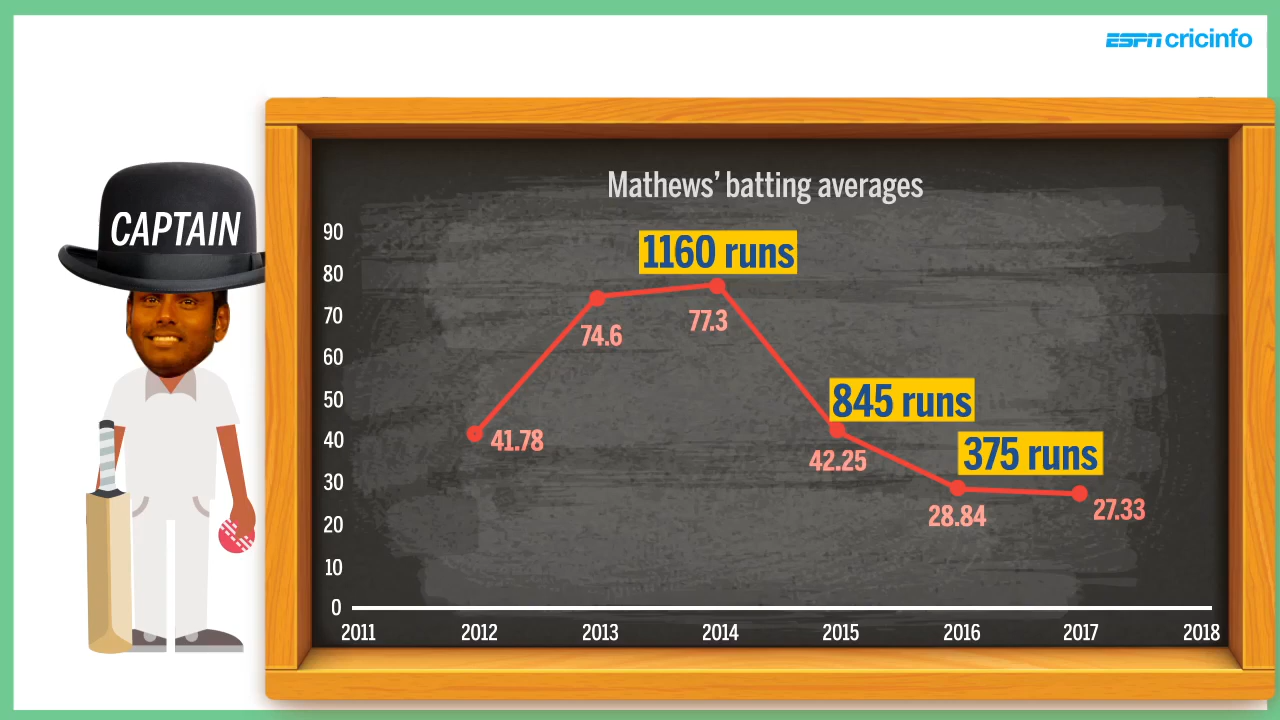 ESPN cricinfo
CAPTAIN
Mathews’ batting averages
90
80
70
60
50
40
30
20
10
0
1160 runs
74.6
77.3
845 runs
41.78
42.25
375 runs
28.84
27.33
2011 2012 2013 2014 2015 2016 2017 2018